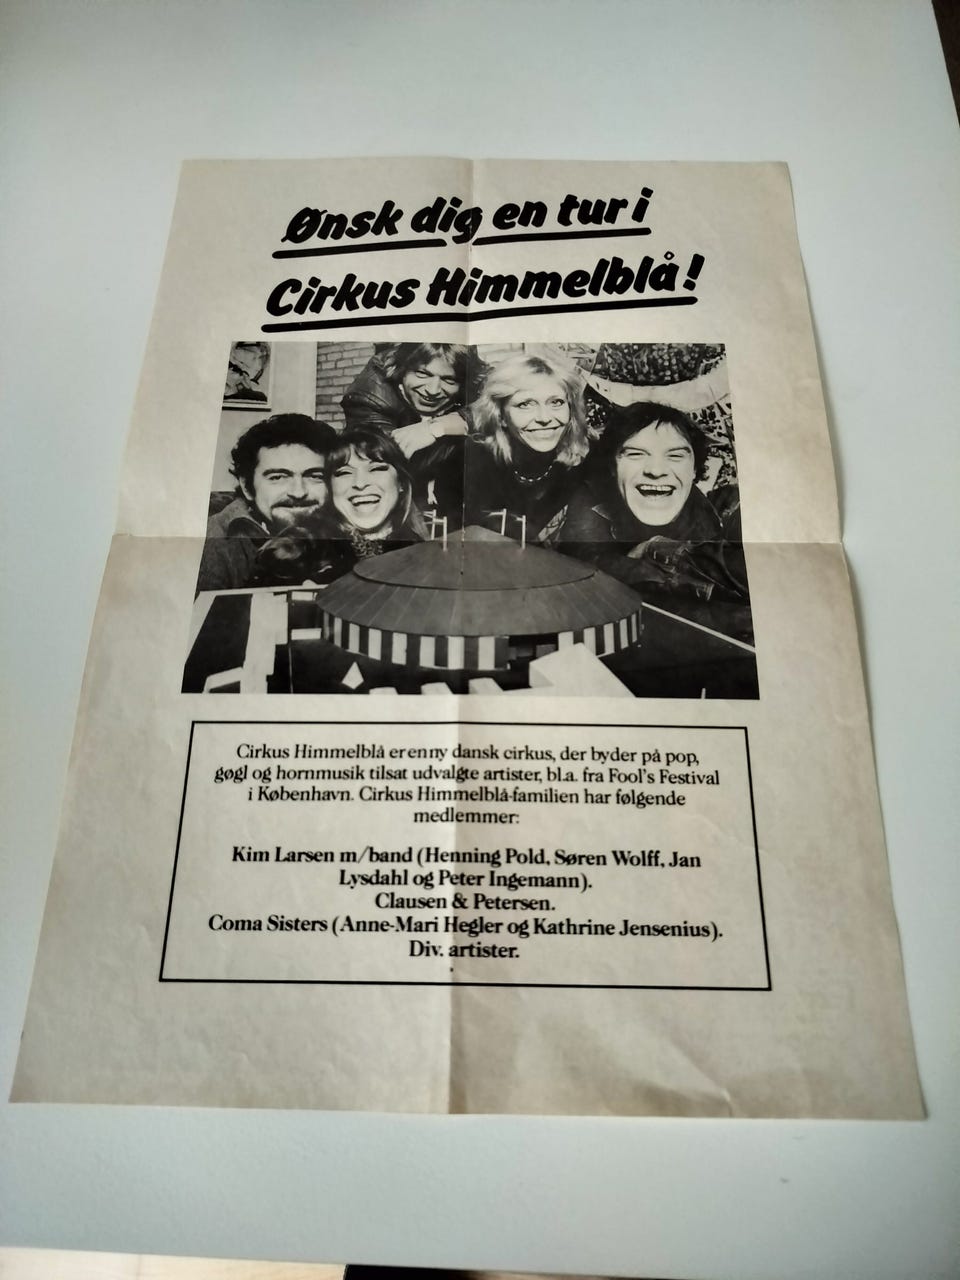 Ønsk dig en tur i
Cirkus Himmelblå!
Cirkus Himmelblå er en ny dansk cirkus, der byder på pop,
gøgl og hornmusik tilsat udvalgte artister, bl.a. fra Fool's Festival
i København. Cirkus Himmelblå-familien har følgende
medlemmer:
Kim Larsen m/band (Henning Pold, Søren Wolff, Jan
Lysdahl og Peter Ingemann).
Clausen & Petersen.
Coma Sisters (Anne-Mari Hegler og Kathrine Jensenius).
Div. artister.